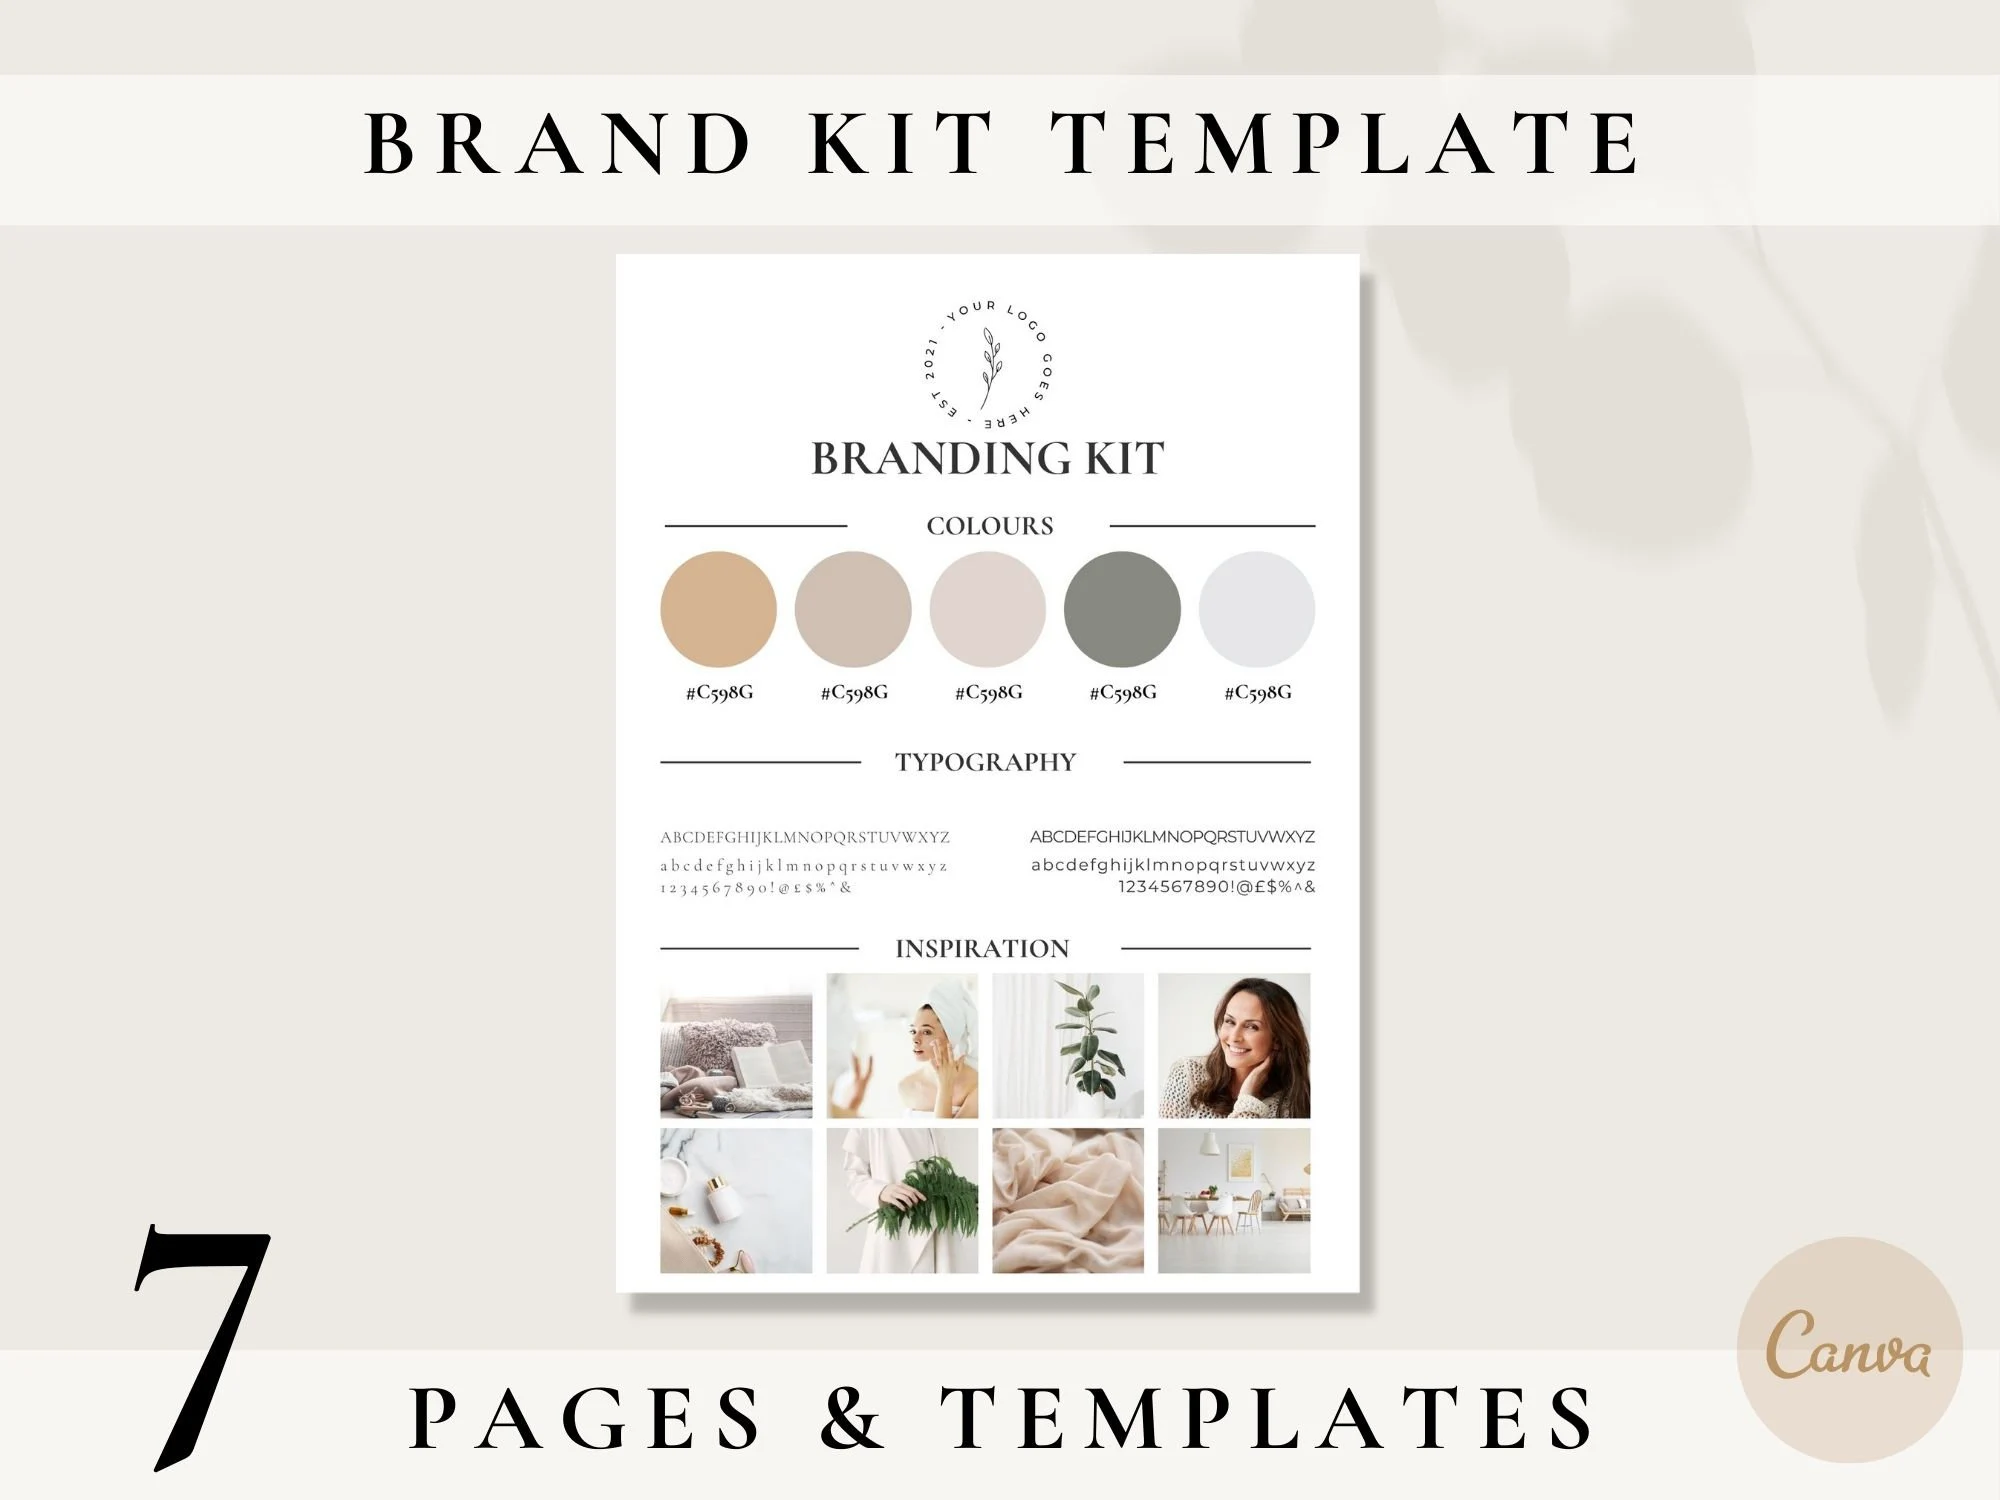 BRAND KIT TEMPLATE
YOUR LOGO GOES HERE - EST 2021 -
BRANDING KIT
COLOURS
#C598G #C598G #C598G #C598G #C598G
TYPOGRAPHY
ABCDEFGHIJKLMNOPQRSTUVWXYZ
abcdefghijklmnopqrstuvwxyz
1234567890!@£$%^&
ABCDEFGHIJKLMNOPQRSTUVWXYZ
abcdefghijklmnopqrstuvwxyz
1234567890!@£$%^&
INSPIRATION
7
PAGES & TEMPLATES
Canva